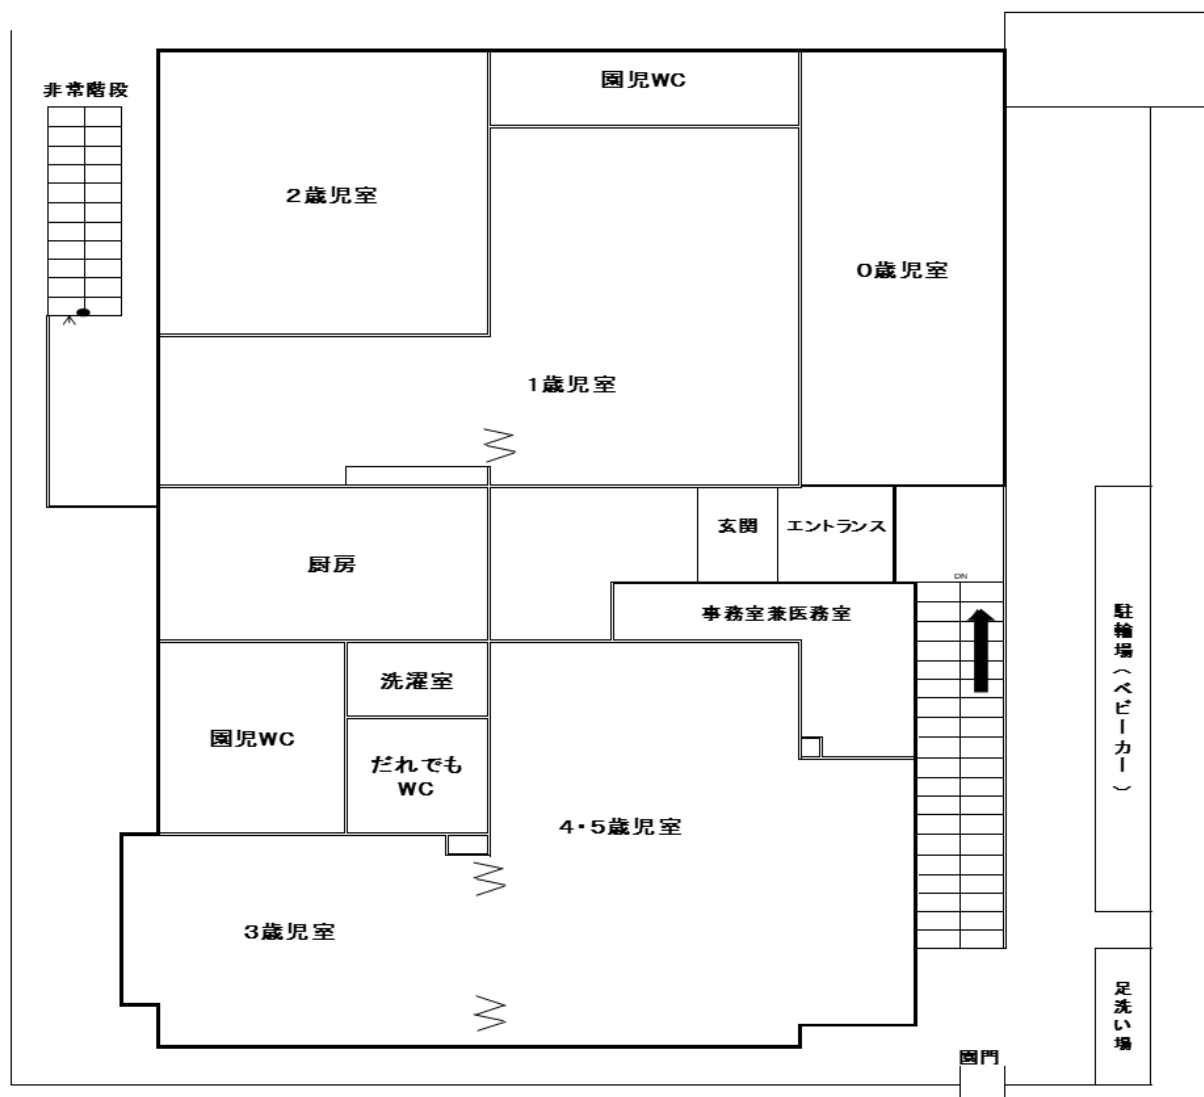 非常階段
園児WC
2歳児室
0歳児室
1歳児室
玄関
エントランス
厨房
DN
事務室兼医務室
駐輪場(ベビーカー)
洗濯室
園児WC
だれでも
WC
4・5歳児室
3歳児室
足洗い場
園門